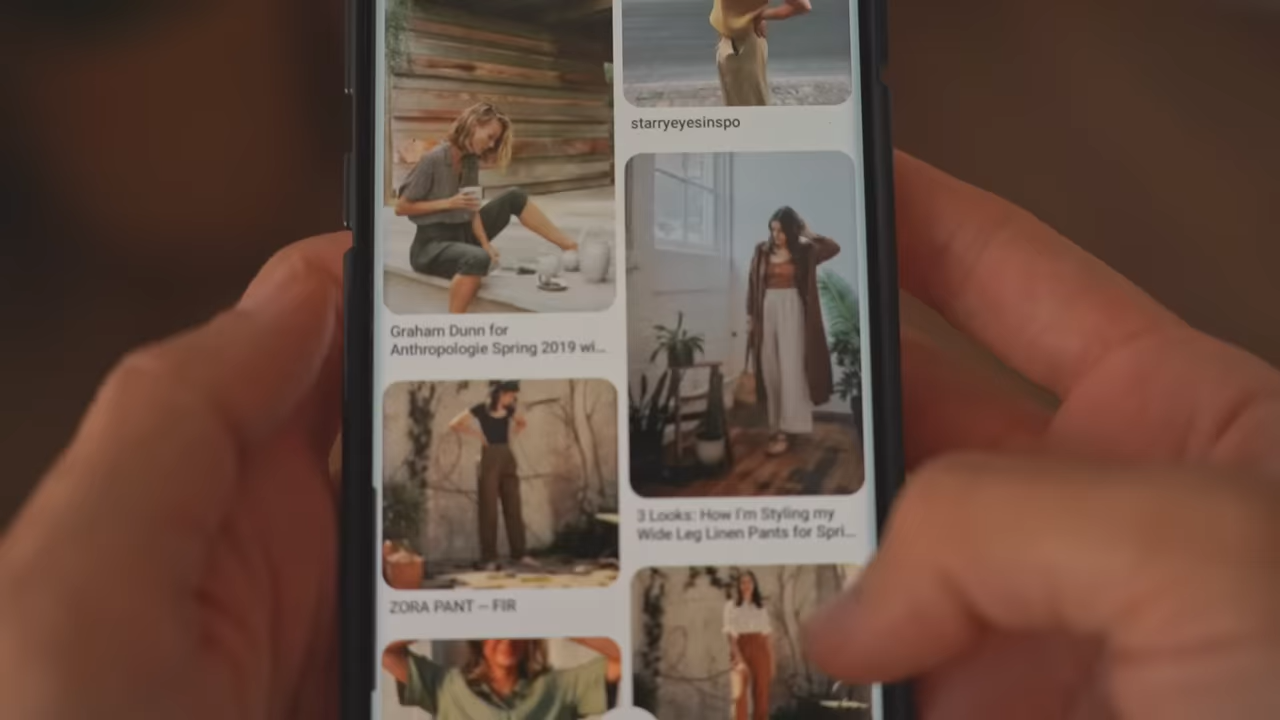 starryeyesinspo
Graham Dunn for
Anthropologie Spring 2019 wi...
3 Looks: How I'm Styling my
Wide Leg Linen Pants for Spri...
ZORA PANT – FIR